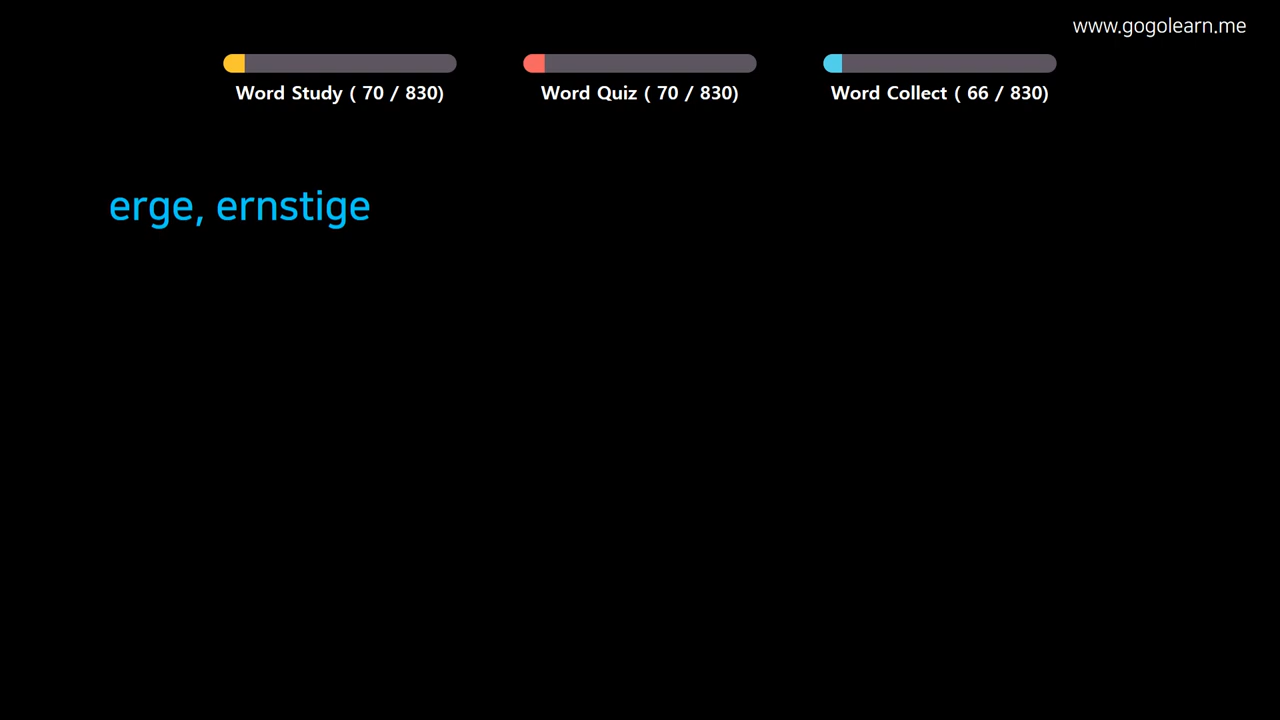 www.gogolearn.me
Word Study ( 70 / 830)
Word Quiz ( 70 / 830)
Word Collect ( 66 / 830)
erge, ernstige